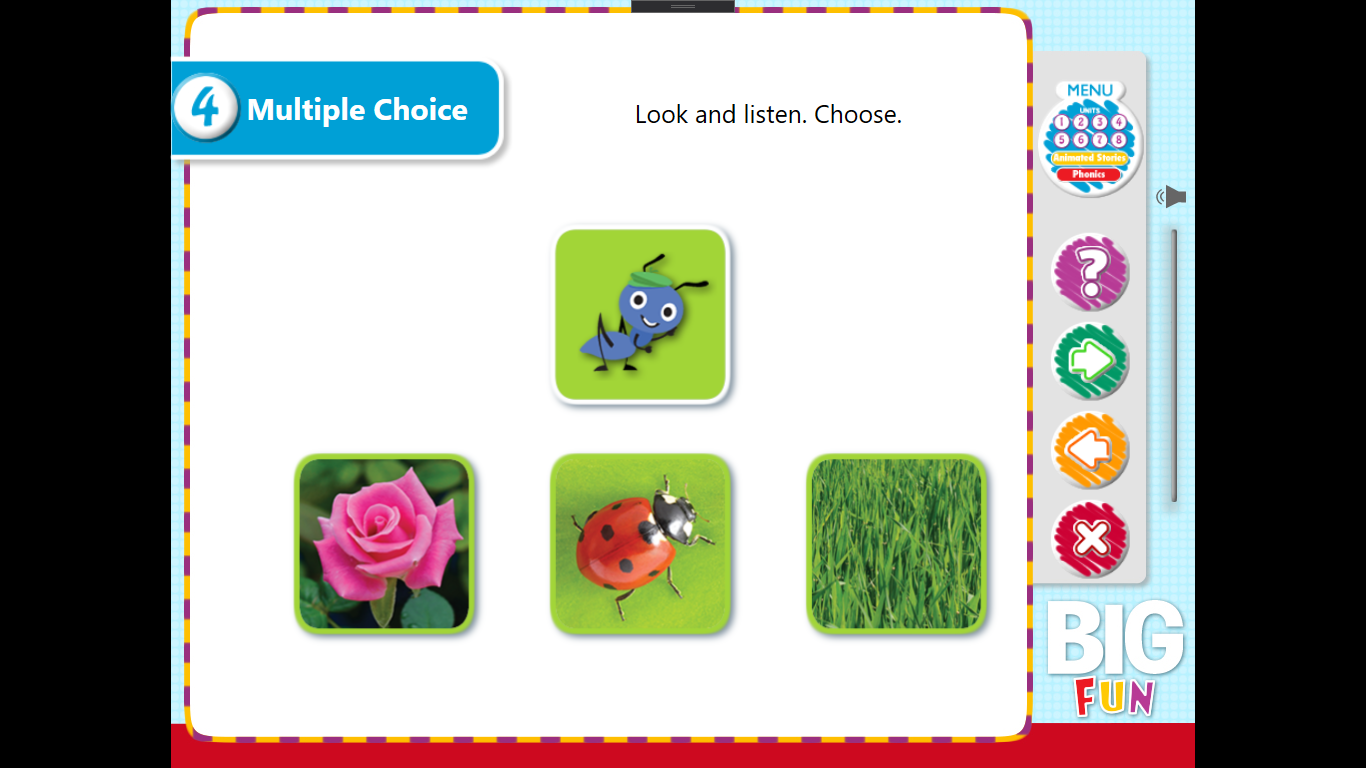 4 Multiple Choice
Look and listen. Choose.
MENU
UNITS
1 2 3 4
5 6 7 8
Animated Stories
Phonics
?
BIG
FUN